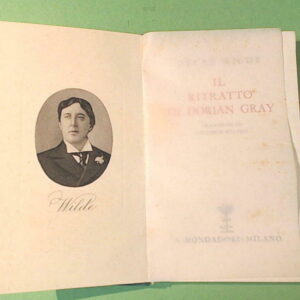 Wilde
OSCAR WILDE
IL
RITRATTO
DI DORIAN GRAY
MONDADORI · MILANO